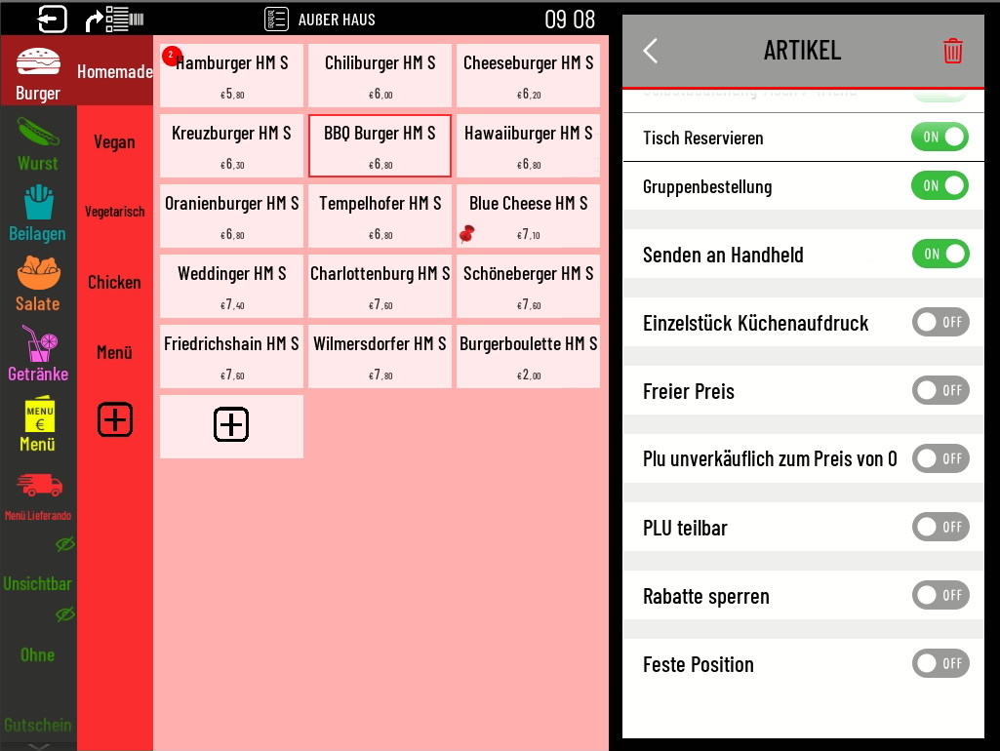 AUßER HAUS
09 08
Burger
Wurst
Beilagen
Salate
Getränke
MENU
€
Menü
Menü Lieferando
Unsichtbar
Ohne
Gutschein
Homemade
Vegan
Vegetarisch
Chicken
Menü
2
Hamburger HM S
€5,80
Chiliburger HM S
€6,00
Cheeseburger HM S
€6,20
Kreuzburger HM S
€6,30
BBQ Burger HM S
€6,80
Hawaiiburger HM S
€6,80
Oranienburger HM S
€6,80
Tempelhofer HM S
€6,80
Blue Cheese HM S
€7,10
Weddinger HM S
€7,40
Charlottenburg HM S
€7,60
Schöneberger HM S
€7,60
Friedrichshain HM S
€7,60
Wilmersdorfer HM S
€7,80
Burgerboulette HM S
€2,00
ARTIKEL
Tisch Reservieren ON
Gruppenbestellung ON
Senden an Handheld ON
Einzelstück Küchenaufdruck OFF
Freier Preis OFF
Plu unverkäuflich zum Preis von 0 OFF
PLU teilbar OFF
Rabatte sperren OFF
Feste Position OFF